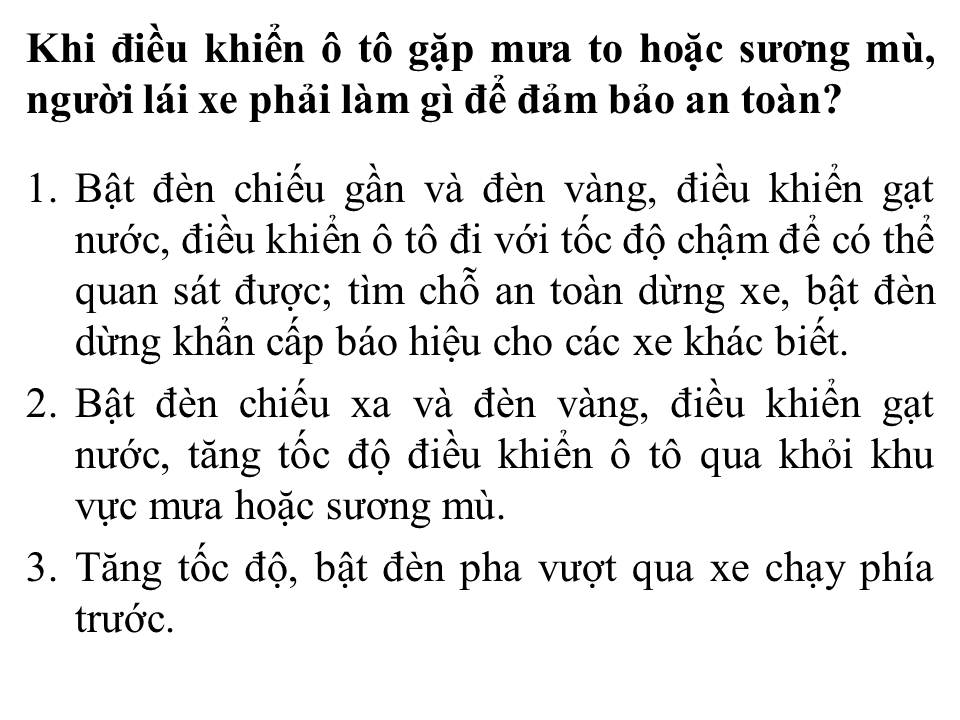 Khi điều khiển ô tô gặp mưa to hoặc sương mù,
người lái xe phải làm gì để đảm bảo an toàn?
1. Bật đèn chiếu gần và đèn vàng, điều khiển gạt
nước, điều khiển ô tô đi với tốc độ chậm để có thể
quan sát được; tìm chỗ an toàn dừng xe, bật đèn
dừng khẩn cấp báo hiệu cho các xe khác biết.
2. Bật đèn chiếu xa và đèn vàng, điều khiển gạt
nước, tăng tốc độ điều khiển ô tô qua khỏi khu
vực mưa hoặc sương mù.
3. Tăng tốc độ, bật đèn pha vượt qua xe chạy phía
trước.